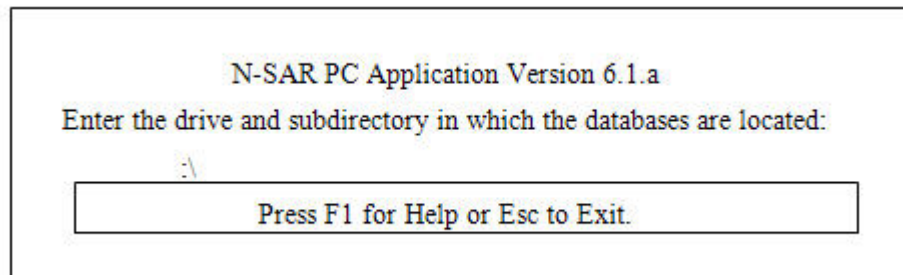 N-SAR PC Application Version 6.1.a
Enter the drive and subdirectory in which the databases are located:
:\
Press F1 for Help or Esc to Exit.